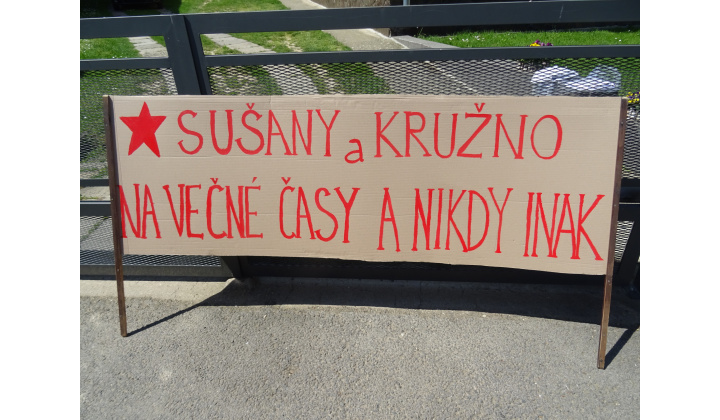 SUŠANY a KRUŽNO
NA VEČNÉ ČASY A NIKDY INAK